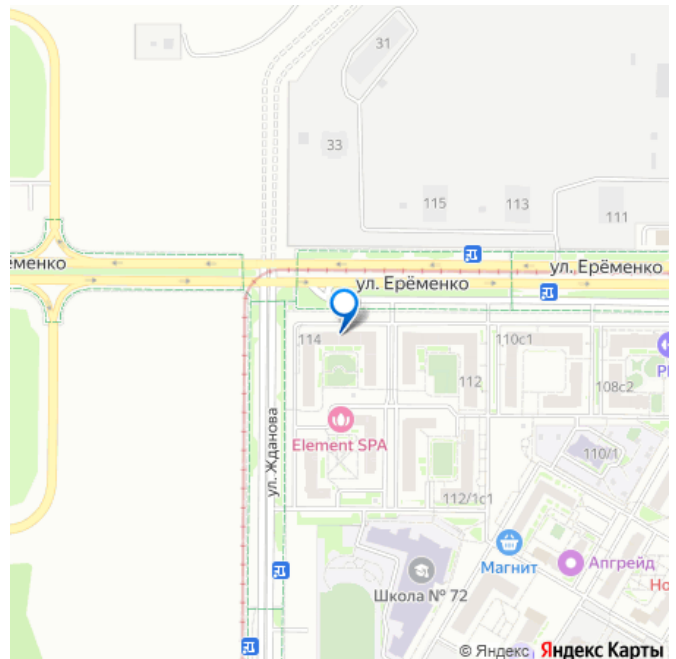 31
33
115
113
111
ул. Ерёменко
еменко
ул. Ерёменко
114
112
110с1
108с2
Element SPA
ул. Жданова
110/1
112/1с1
Магнит
Апгрейд
Школа № 72
Но
© Яндекс Яндекс Карты